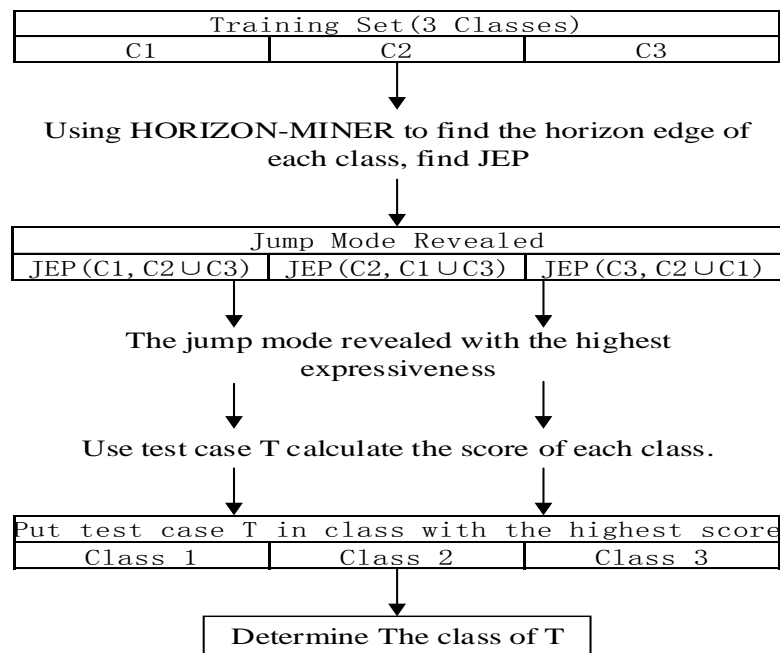 Training Set(3 Classes)
C1 C2 C3
Using HORIZON-MINER to find the horizon edge of
each class, find JEP
Jump Mode Revealed
JEP(C1, C2∪C3) JEP(C2, C1∪C3) JEP(C3, C2∪C1)
The jump mode revealed with the highest
expressiveness
Use test case T calculate the score of each class.
Put test case T in class with the highest score
Class 1 Class 2 Class 3
Determine The class of T